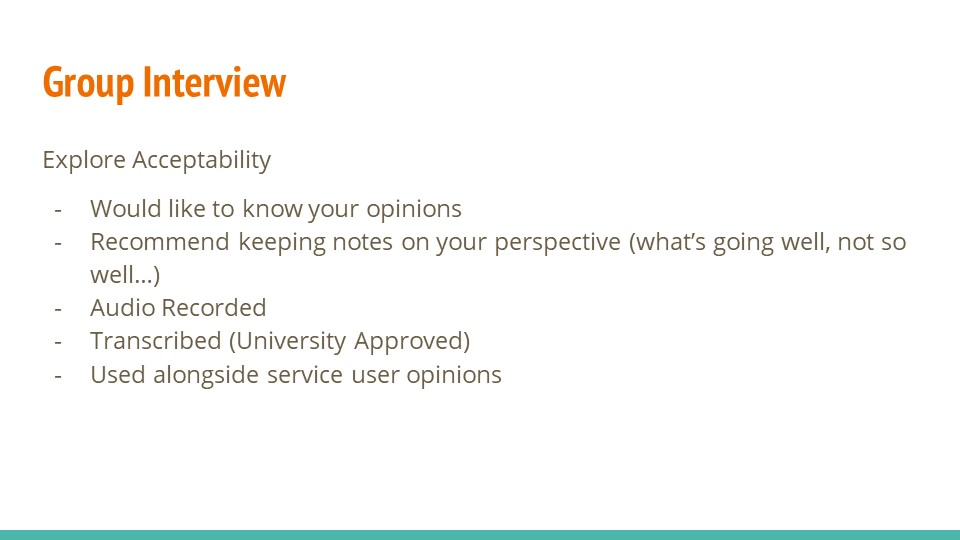 Group Interview
Explore Acceptability
- Would like to know your opinions
- Recommend keeping notes on your perspective (what's going well, not so
well...)
- Audio Recorded
- Transcribed (University Approved)
- Used alongside service user opinions